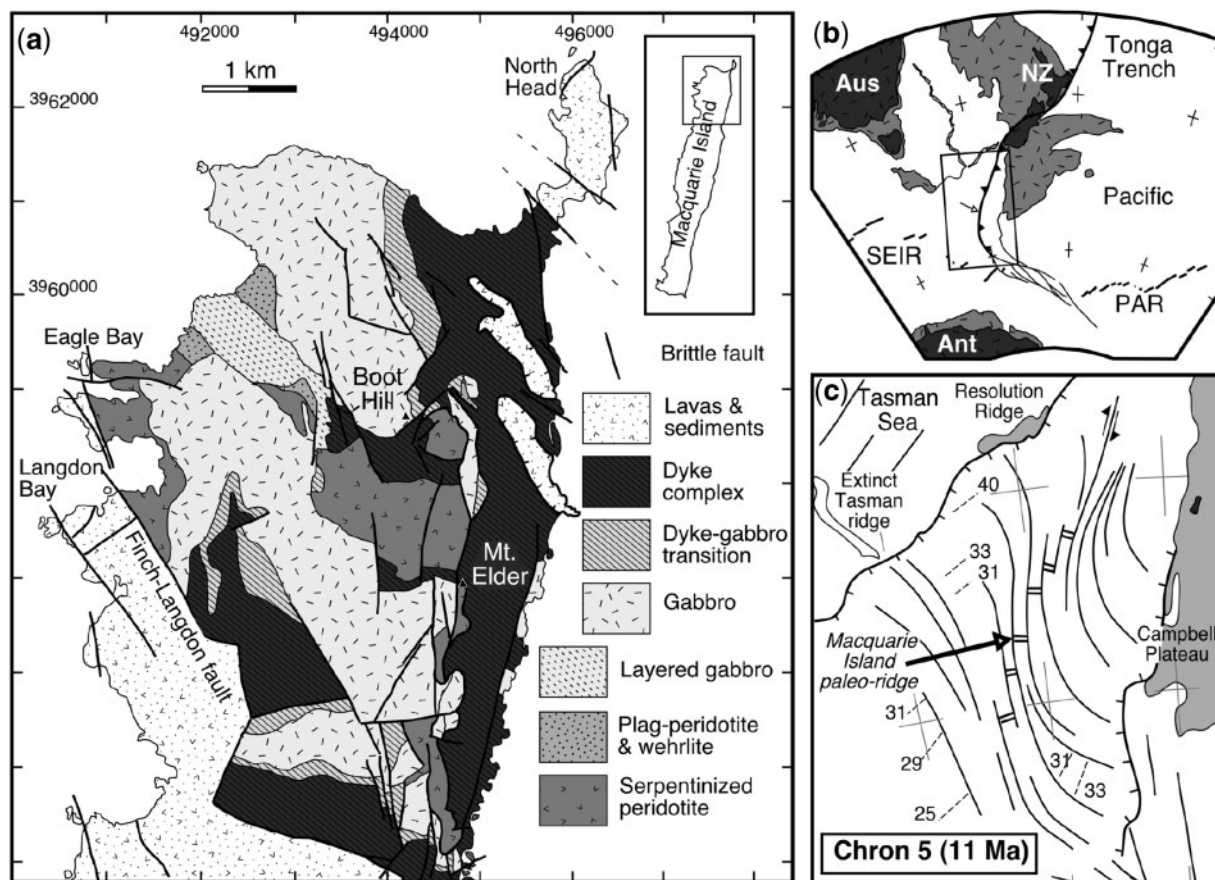 (a)
492000
494000
496000
1 km
North
Head
3962000
3960000
Macquarie Island
Eagle Bay
Boot
Hill
Langdon
Bay
Finch-Langdon fault
Mt.
Elder
Brittle fault
Lavas &
sediments
Dyke
complex
Dyke-gabbro
transition
Gabbro
Layered gabbro
Plag-peridotite
& wehrlite
Serpentinized
peridotite
(b)
Aus
NZ
Tonga
Trench
Pacific
SEIR
PAR
Ant
(c)
Tasman
Sea
Resolution
Ridge
Extinct
Tasman
ridge
40
33
31
Macquarie
Island
paleo-ridge
Campbell
Plateau
31
29
25
31
33
Chron 5 (11 Ma)